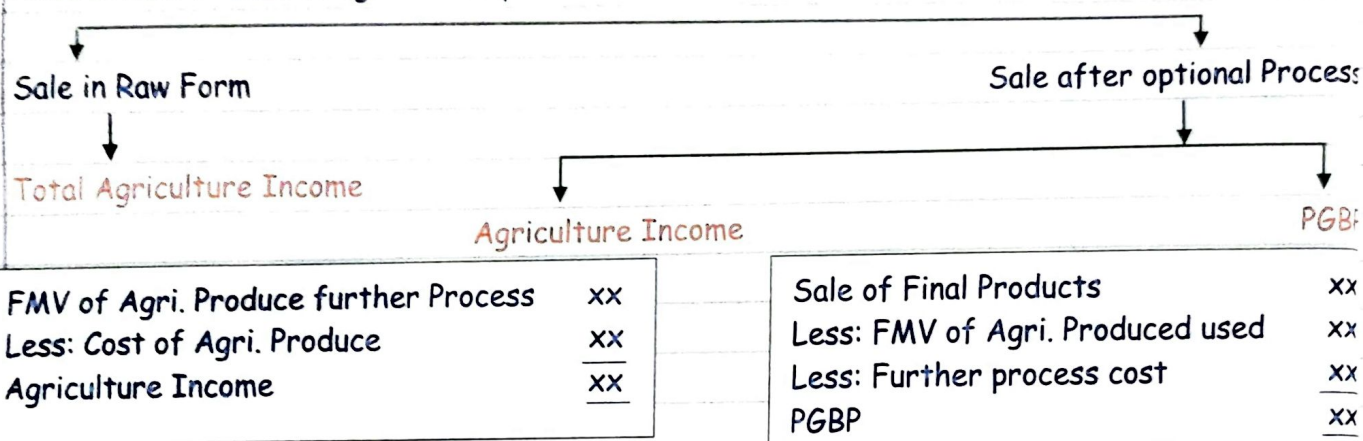 Sale in Raw Form
Sale after optional Process
Total Agriculture Income
Agriculture Income
PGBP
FMV of Agri. Produce further Process xx
Less: Cost of Agri. Produce xx
Agriculture Income xx
Sale of Final Products xx
Less: FMV of Agri. Produced used xx
Less: Further process cost xx
PGBP xx